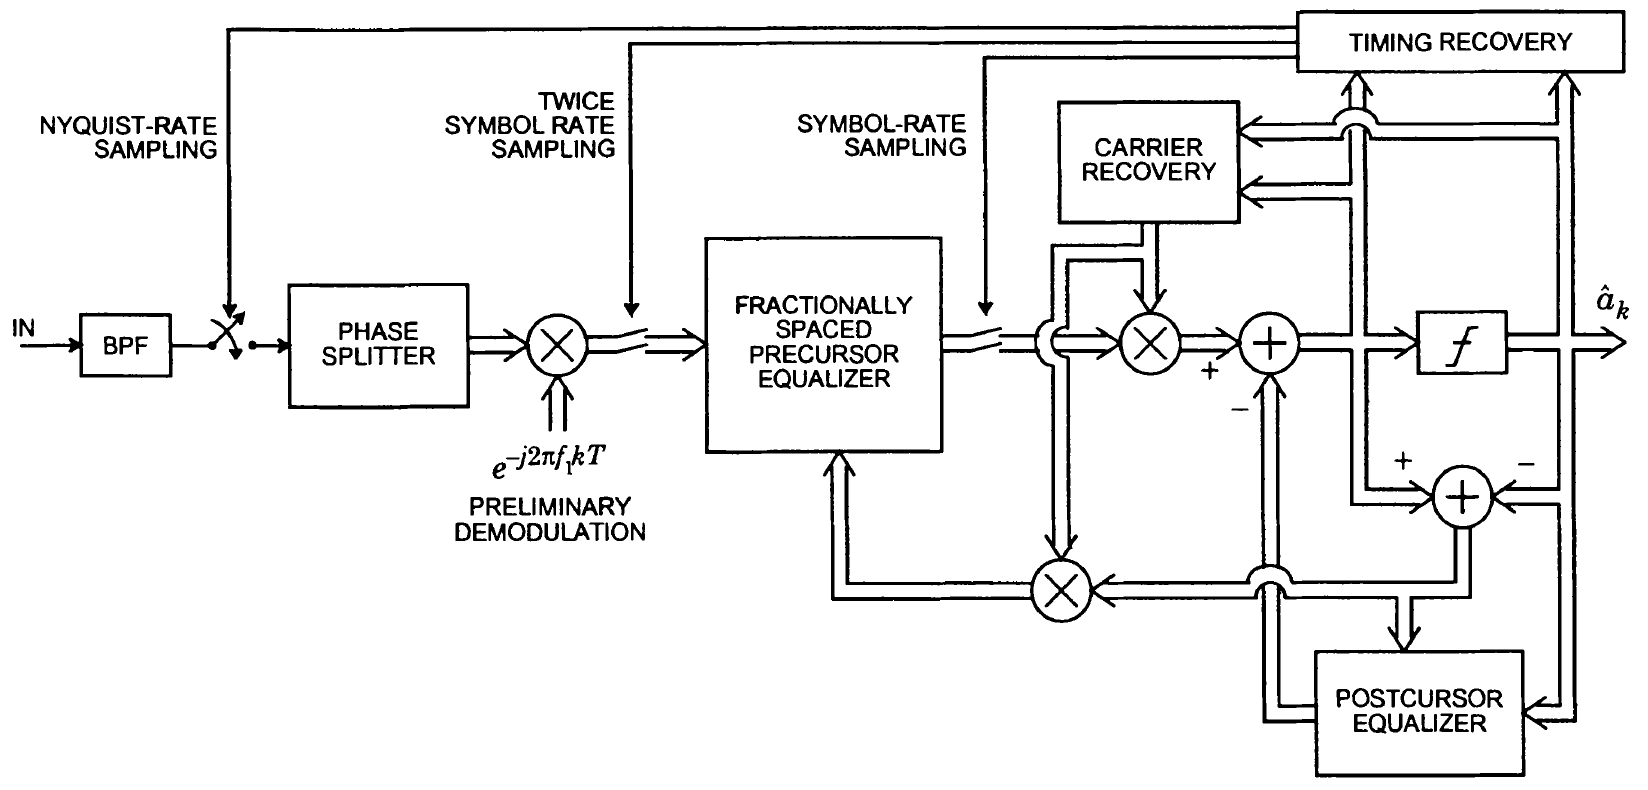 TIMING RECOVERY
NYQUIST-RATE
SAMPLING
TWICE
SYMBOL RATE
SAMPLING
SYMBOL-RATE
SAMPLING
CARRIER
RECOVERY
IN
BPF
PHASE
SPLITTER
FRACTIONALLY
SPACED
PRECURSOR
EQUALIZER
+
−
$\hat{a}_k$
$e^{-j2\pi f_1 kT}$
PRELIMINARY
DEMODULATION
+
−
POSTCURSOR
EQUALIZER